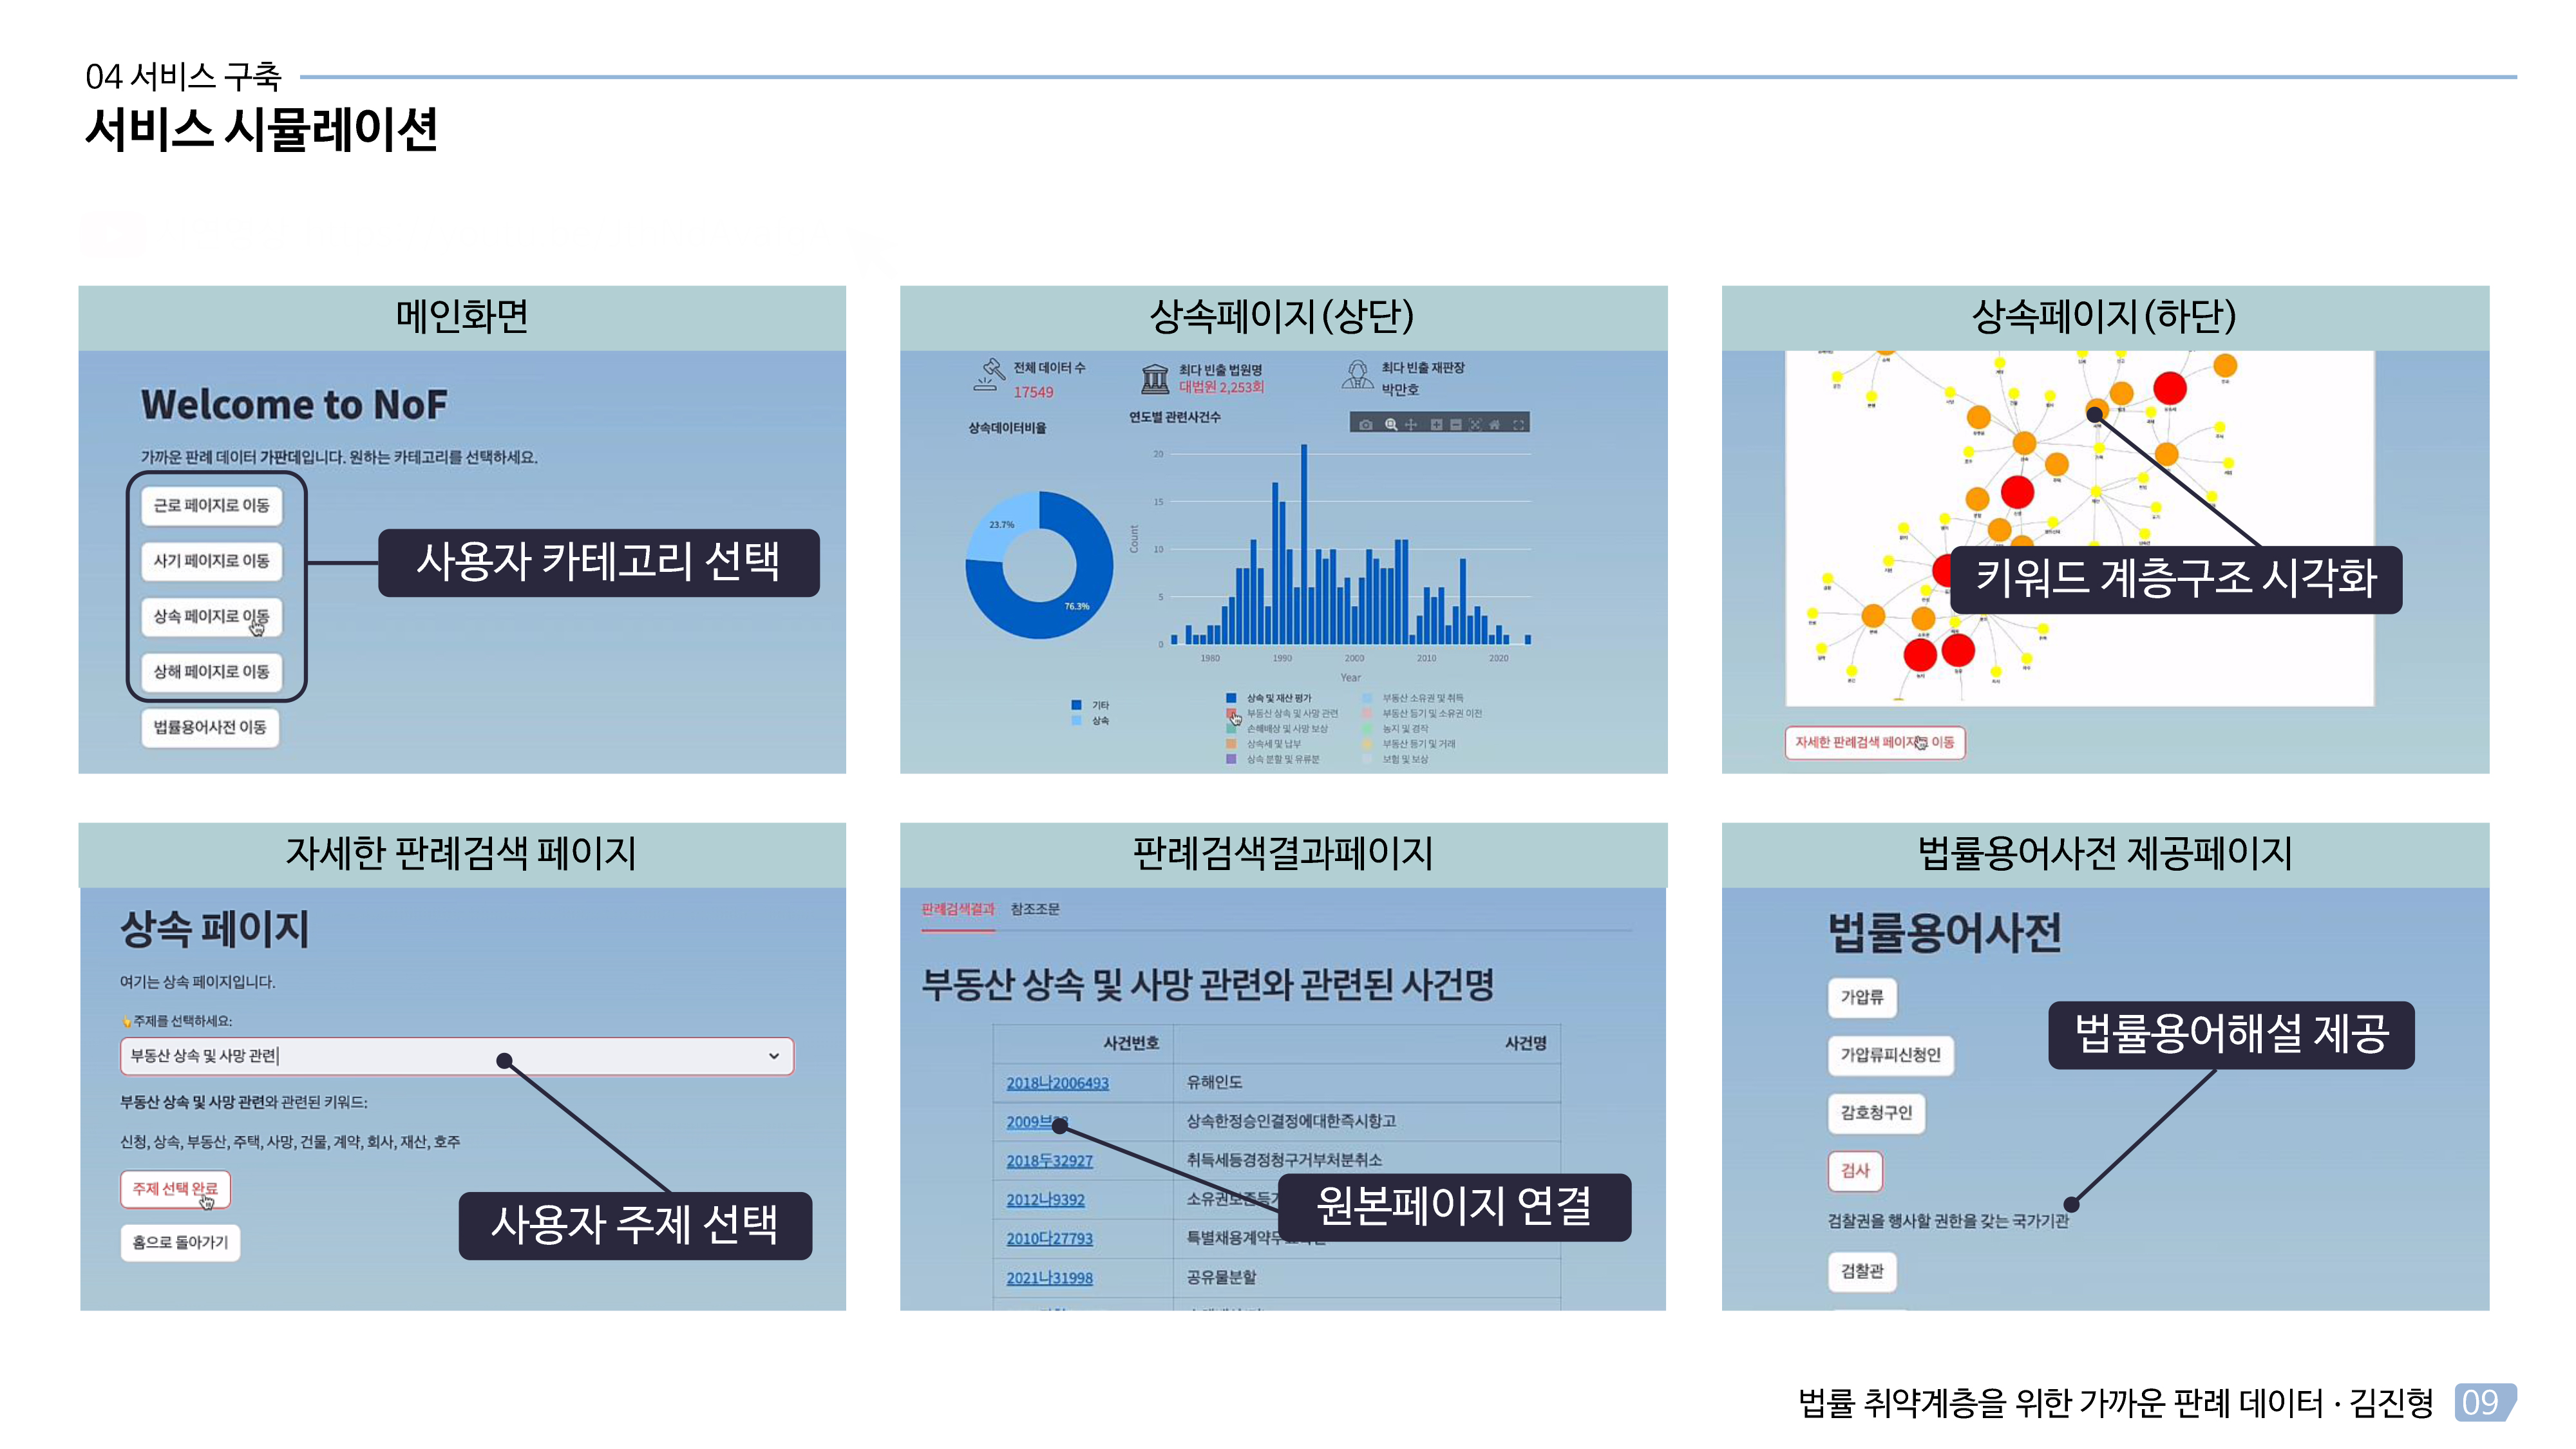 04 서비스 구축
서비스 시뮬레이션
메인화면
Welcome to NoF
가까운 판례 데이터 가판데입니다. 원하는 카테고리를 선택하세요.
근로 페이지로 이동
사기 페이지로 이동
상속 페이지로 이동
상해 페이지로 이동
법률용어사전 이동
사용자 카테고리 선택
상속페이지(상단)
전체 데이터 수
17549
최다 빈출 법원명
대법원 2,253회
최다 빈출 재판장
박만호
상속데이터비율
23.7%
76.3%
기타
상속
연도별 관련사건수
Count
20
15
10
5
0
1980 1990 2000 2010 2020
Year
상속 및 재산 평가
부동산 상속 및 사망 관련
손해배상 및 사망 보상
상속세 및 납부
상속 분할 및 유류분
부동산 소유권 및 취득
부동산 등기 및 소유권 이전
농지 및 경작
부동산 등기 및 거래
보험 및 보상
상속페이지(하단)
키워드 계층구조 시각화
자세한 판례검색 페이지로 이동
자세한 판례검색 페이지
상속 페이지
여기는 상속 페이지입니다.
주제를 선택하세요:
부동산 상속 및 사망 관련
부동산 상속 및 사망 관련와 관련된 키워드:
신청, 상속, 부동산, 주택, 사망, 건물, 계약, 회사, 재산, 호주
주제 선택 완료
홈으로 돌아가기
사용자 주제 선택
판례검색결과페이지
판례검색결과 참조조문
부동산 상속 및 사망 관련와 관련된 사건명
사건번호 사건명
2018나2006493 유해인도
2009브 상속한정승인결정에대한즉시항고
2018두32927 취득세등경정청구거부처분취소
2012나9392
2010다27793 특별채용계약
2021나31998 공유물분할
원본페이지 연결
법률용어사전 제공페이지
법률용어사전
가압류
가압류피신청인
감호청구인
검사
검찰권을 행사할 권한을 갖는 국가기관
검찰관
법률용어해설 제공
법률 취약계층을 위한 가까운 판례 데이터 · 김진형 09